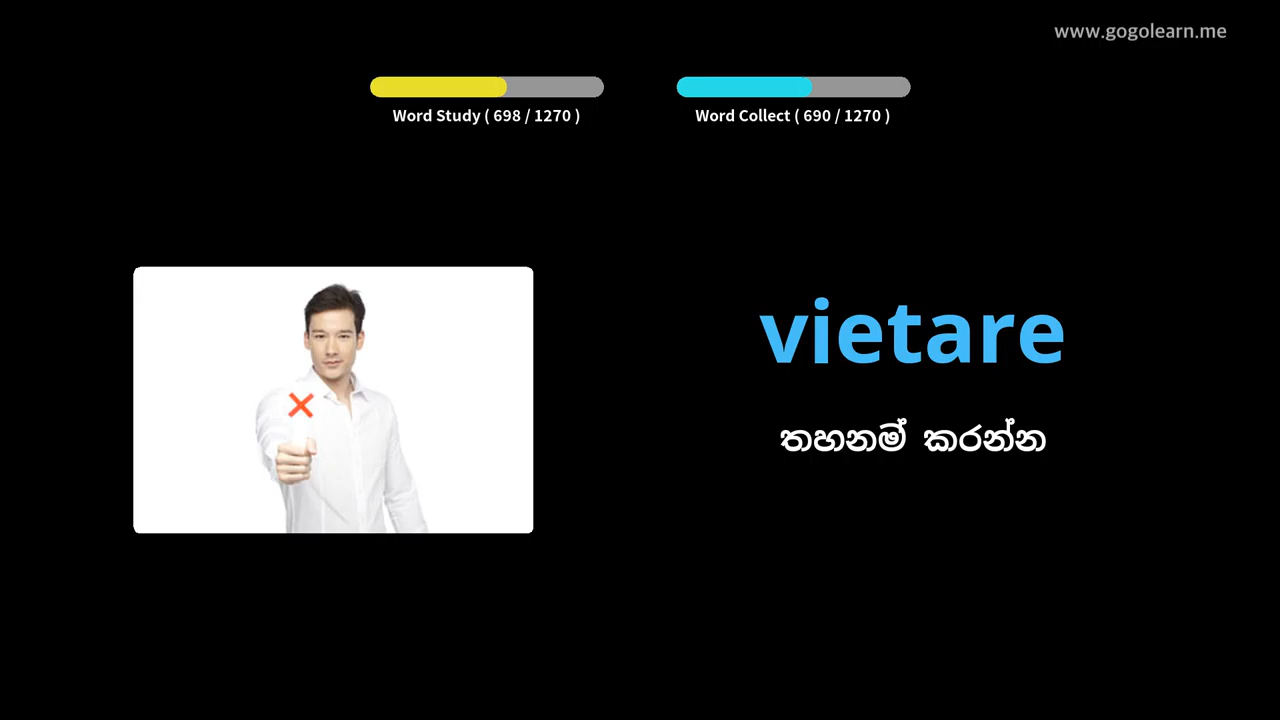 www.gogolearn.me
Word Study ( 698 / 1270 )
Word Collect ( 690 / 1270 )
vietare
තහනම් කරන්න